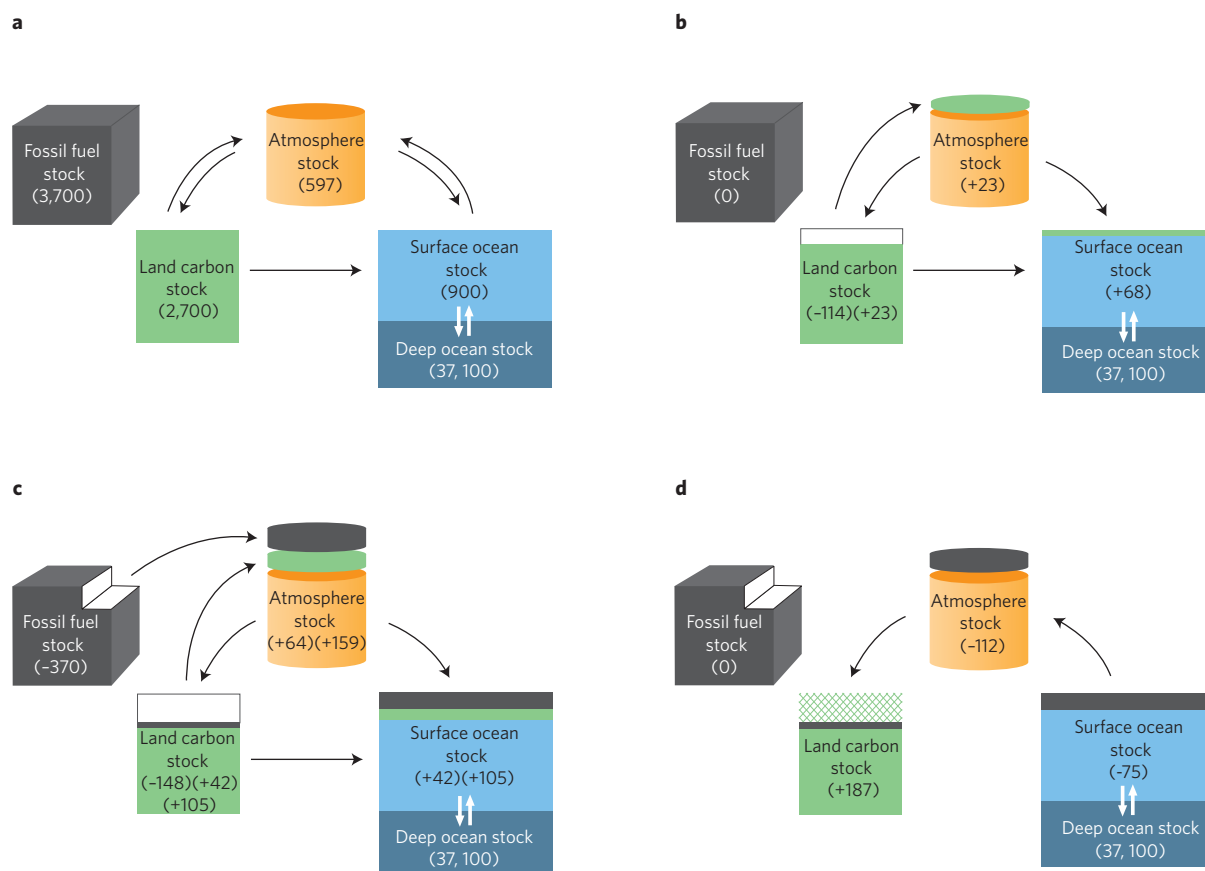 a
Fossil fuel
stock
(3,700)
Atmosphere
stock
(597)
Land carbon
stock
(2,700)
Surface ocean
stock
(900)
Deep ocean stock
(37, 100)
b
Fossil fuel
stock
(0)
Atmosphere
stock
(+23)
Land carbon
stock
(–114)(+23)
Surface ocean
stock
(+68)
Deep ocean stock
(37, 100)
c
Fossil fuel
stock
(–370)
Atmosphere
stock
(+64)(+159)
Land carbon
stock
(–148)(+42)
(+105)
Surface ocean
stock
(+42)(+105)
Deep ocean stock
(37, 100)
d
Fossil fuel
stock
(0)
Atmosphere
stock
(–112)
Land carbon
stock
(+187)
Surface ocean
stock
(-75)
Deep ocean stock
(37, 100)